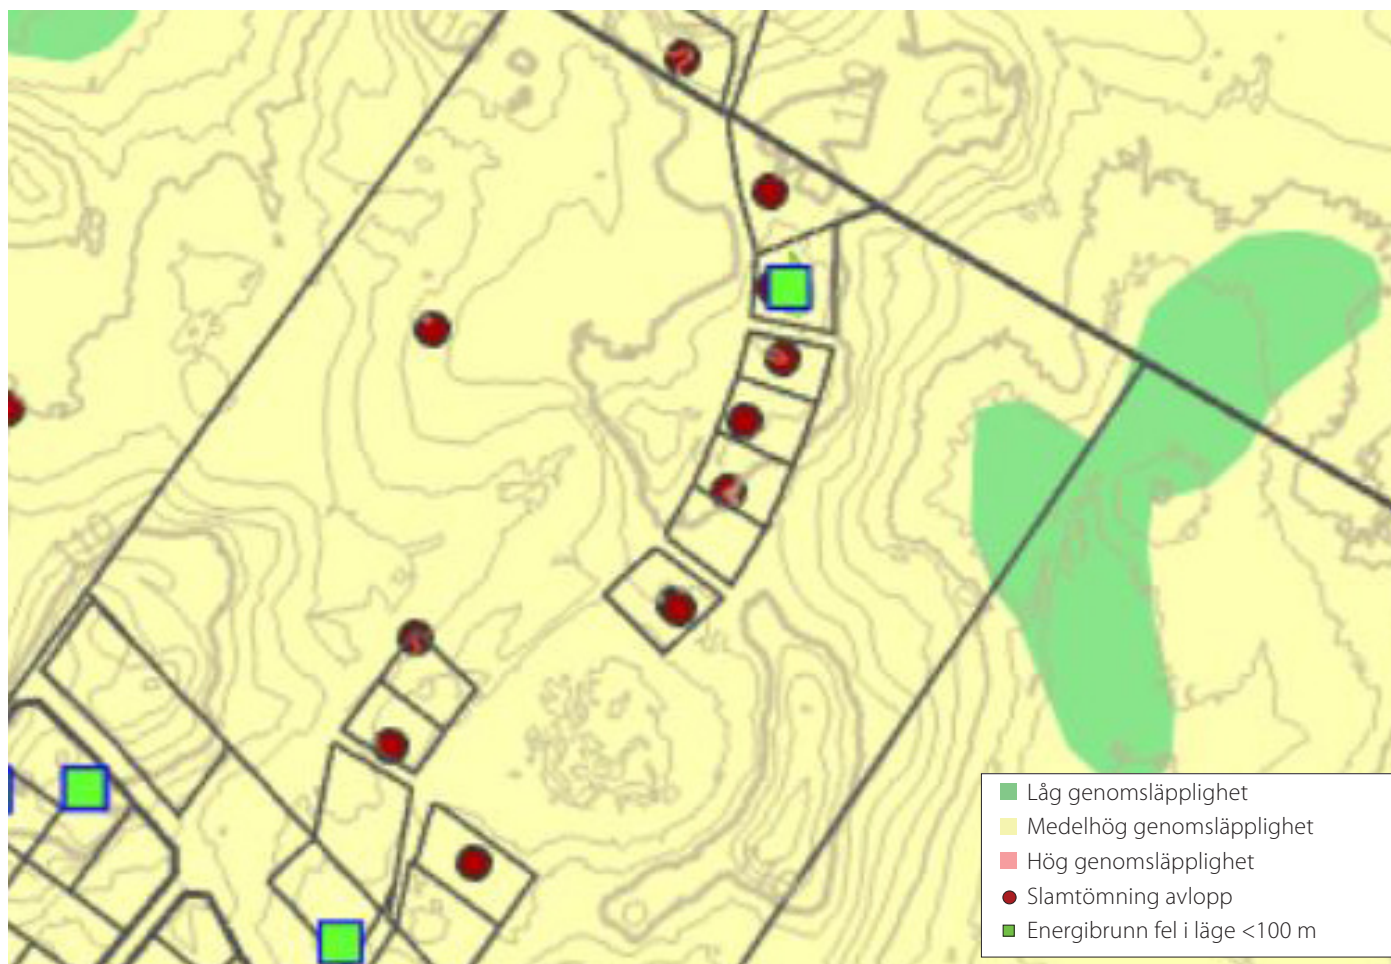 Låg genomsläpplighet
Medelhög genomsläpplighet
Hög genomsläpplighet
Slamtömning avlopp
Energibrunn fel i läge <100 m